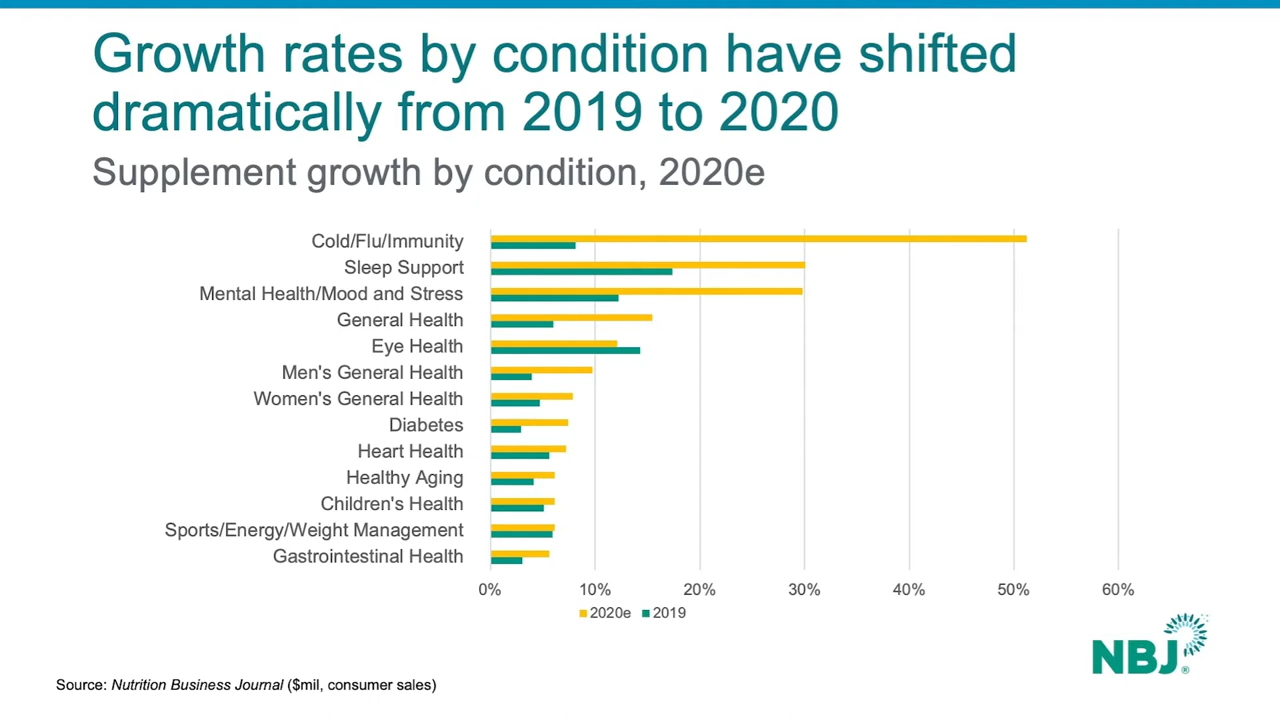 Growth rates by condition have shifted
dramatically from 2019 to 2020
Supplement growth by condition, 2020e
Cold/Flu/Immunity
Sleep Support
Mental Health/Mood and Stress
General Health
Eye Health
Men's General Health
Women's General Health
Diabetes
Heart Health
Healthy Aging
Children's Health
Sports/Energy/Weight Management
Gastrointestinal Health
0% 10% 20% 30% 40% 50% 60%
2020e 2019
NBJ®
Source: Nutrition Business Journal ($mil, consumer sales)